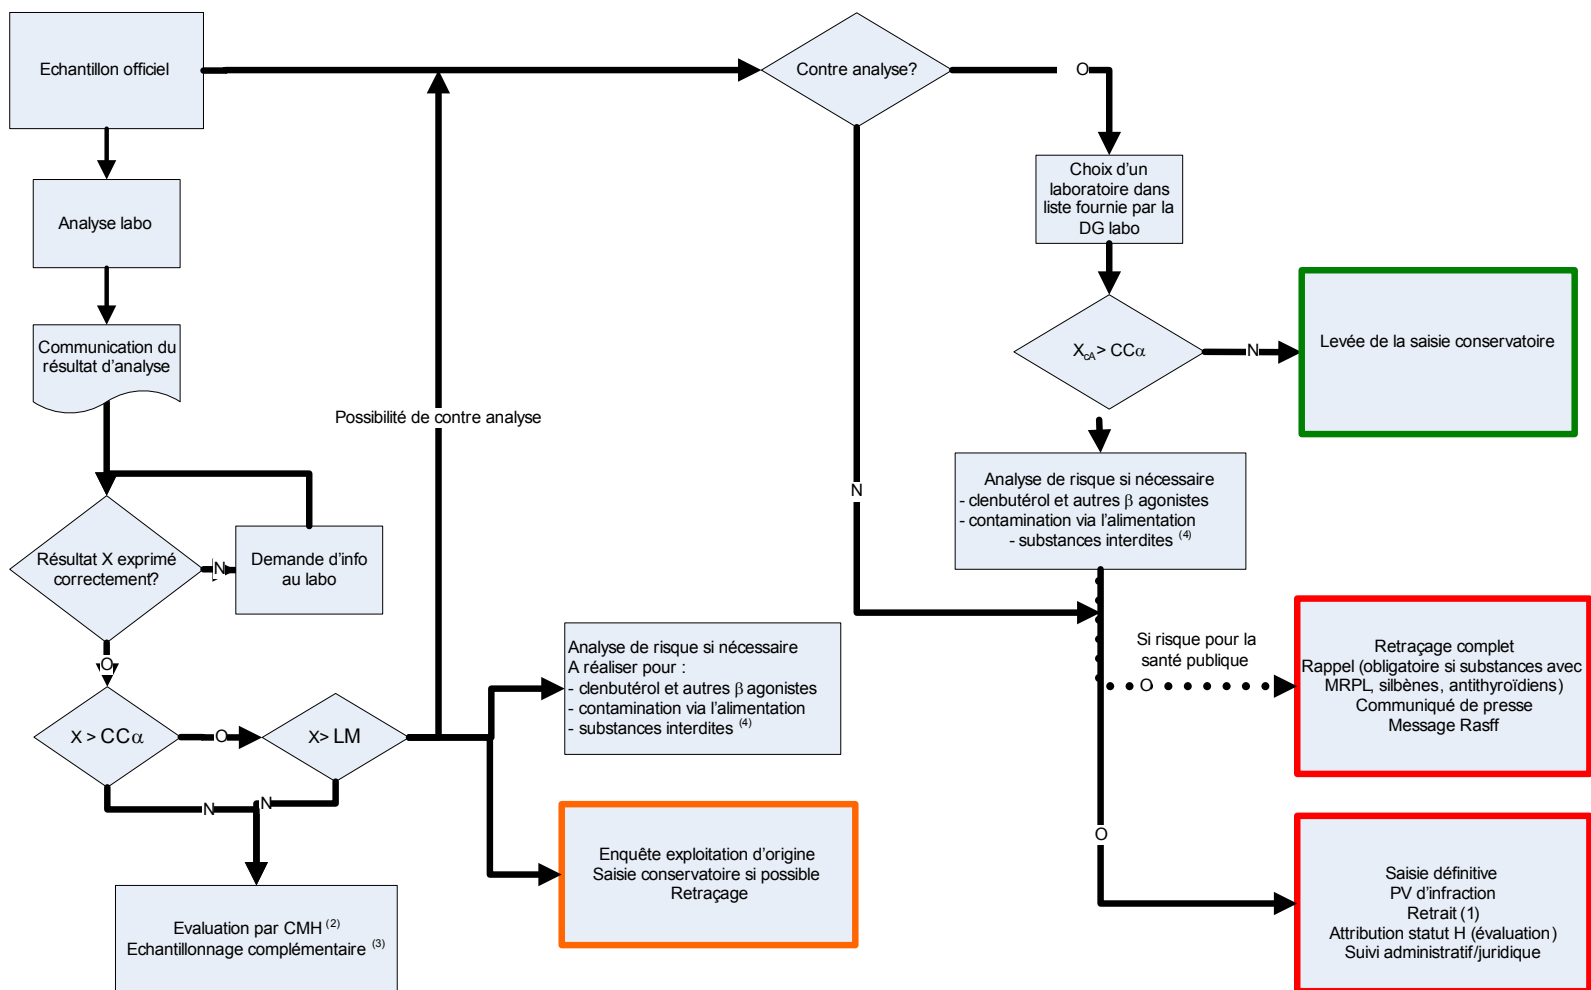 Echantillon officiel
Analyse labo
Communication du
résultat d'analyse
Résultat X exprimé
correctement?
N
Demande d'info
au labo
O
X > CCα
O
X> LM
N
N
Evaluation par CMH (2)
Echantillonnage complémentaire (3)
Possibilité de contre analyse
Analyse de risque si nécessaire
A réaliser pour :
- clenbutérol et autres β agonistes
- contamination via l'alimentation
- substances interdites (4)
Enquête exploitation d'origine
Saisie conservatoire si possible
Retraçage
Contre analyse?
O
N
Choix d'un
laboratoire dans
liste fournie par la
DG labo
XcA > CCα
N
Levée de la saisie conservatoire
Analyse de risque si nécessaire
- clenbutérol et autres β agonistes
- contamination via l'alimentation
- substances interdites (4)
Si risque pour la
santé publique
O
Retraçage complet
Rappel (obligatoire si substances avec
MRPL, silbènes, antithyroïdiens)
Communiqué de presse
Message Rasff
O
Saisie définitive
PV d'infraction
Retrait (1)
Attribution statut H (évaluation)
Suivi administratif/juridique